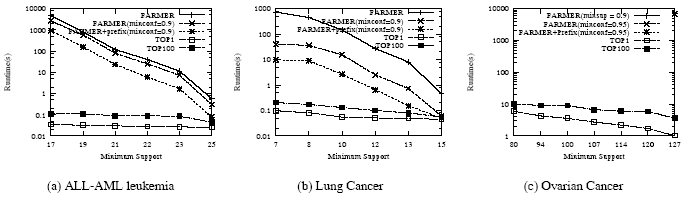 10000
1000
100
10
1
0.1
0.01
17 19 21 22 23 25
Runtime(s)
Minimum Support
FARMER
FARMER(minconf=0.9)
FARMER+prefix(minconf=0.9)
TOP1
TOP100
(a) ALL-AML leukemia
1000
100
10
1
0.1
0.01
7 8 10 12 13 15
Runtime(s)
Minimum Support
FARMER
FARMER(minconf=0.9)
FARMER+prefix(minconf=0.9)
TOP1
TOP100
(b) Lung Cancer
10000
1000
100
10
1
80 94 100 107 114 120 127
Runtime(s)
Minimum Support
FARMER(minsup = 0.9)
FARMER(minconf=0.95)
FARMER+Prefix(minconf=0.95)
TOP1
TOP100
(c) Ovarian Cancer